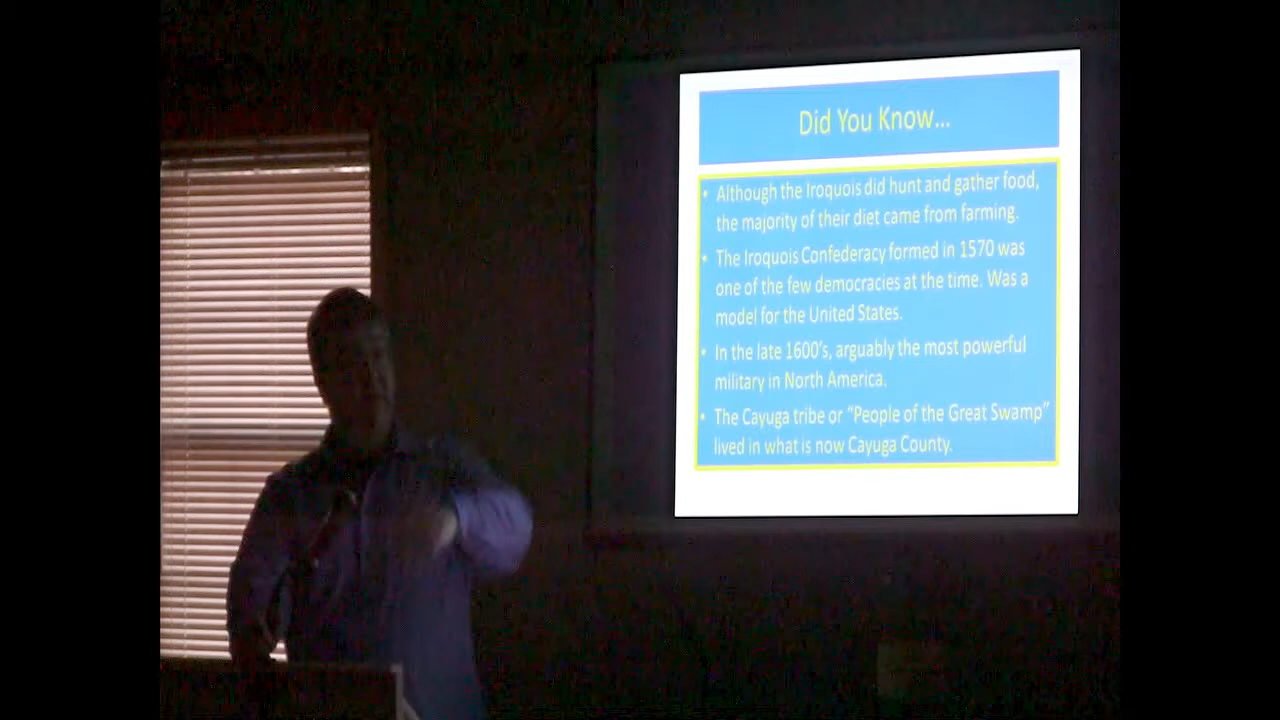 Did You Know...
• Although the Iroquois did hunt and gather food,
the majority of their diet came from farming.
• The Iroquois Confederacy formed in 1570 was
one of the few democracies at the time. Was a
model for the United States.
• In the late 1600's, arguably the most powerful
military in North America.
• The Cayuga tribe or "People of the Great Swamp"
lived in what is now Cayuga County.